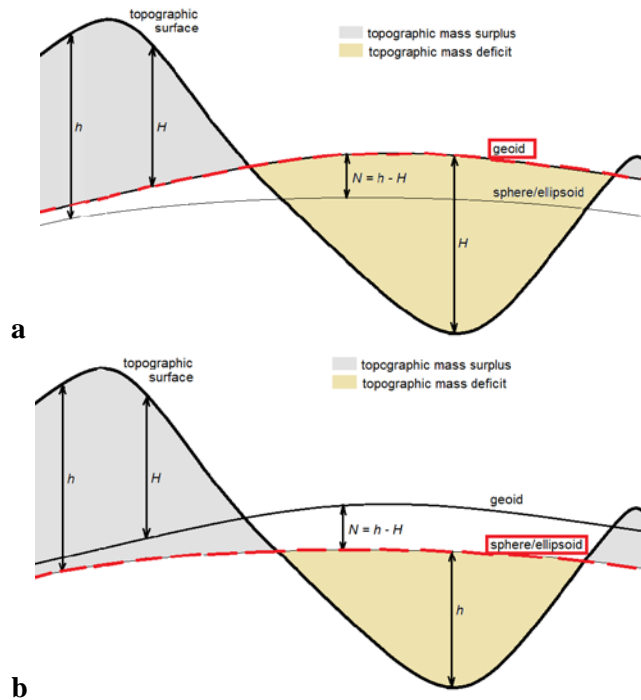 topographic
surface
topographic mass surplus
topographic mass deficit
h
H
geoid
N = h - H
sphere/ellipsoid
H
a
topographic
surface
topographic mass surplus
topographic mass deficit
h
H
geoid
N = h - H
sphere/ellipsoid
h
b